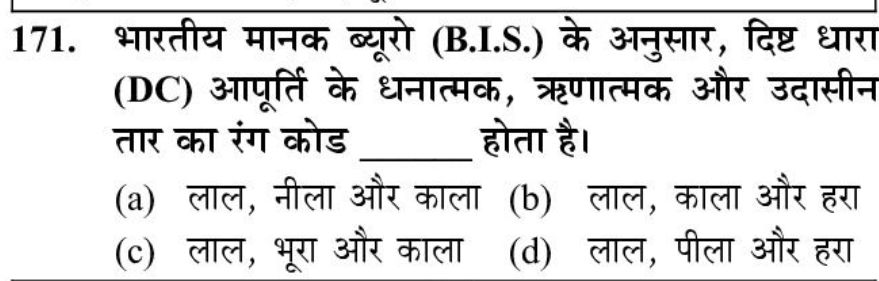 171. भारतीय मानक ब्यूरो (B.I.S.) के अनुसार, दिष्ट धारा
(DC) आपूर्ति के धनात्मक, ऋणात्मक और उदासीन
तार का रंग कोड ______ होता है।
(a) लाल, नीला और काला (b) लाल, काला और हरा
(c) लाल, भूरा और काला (d) लाल, पीला और हरा